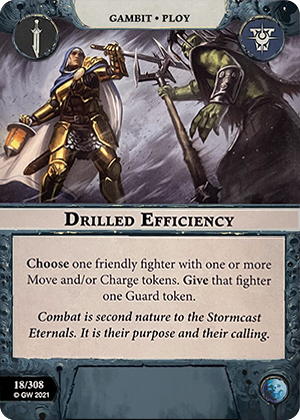 GAMBIT • PLOY
DRILLED EFFICIENCY
Choose one friendly fighter with one or more
Move and/or Charge tokens. Give that fighter
one Guard token.
Combat is second nature to the Stormcast
Eternals. It is their purpose and their calling.
18/308
© GW 2021